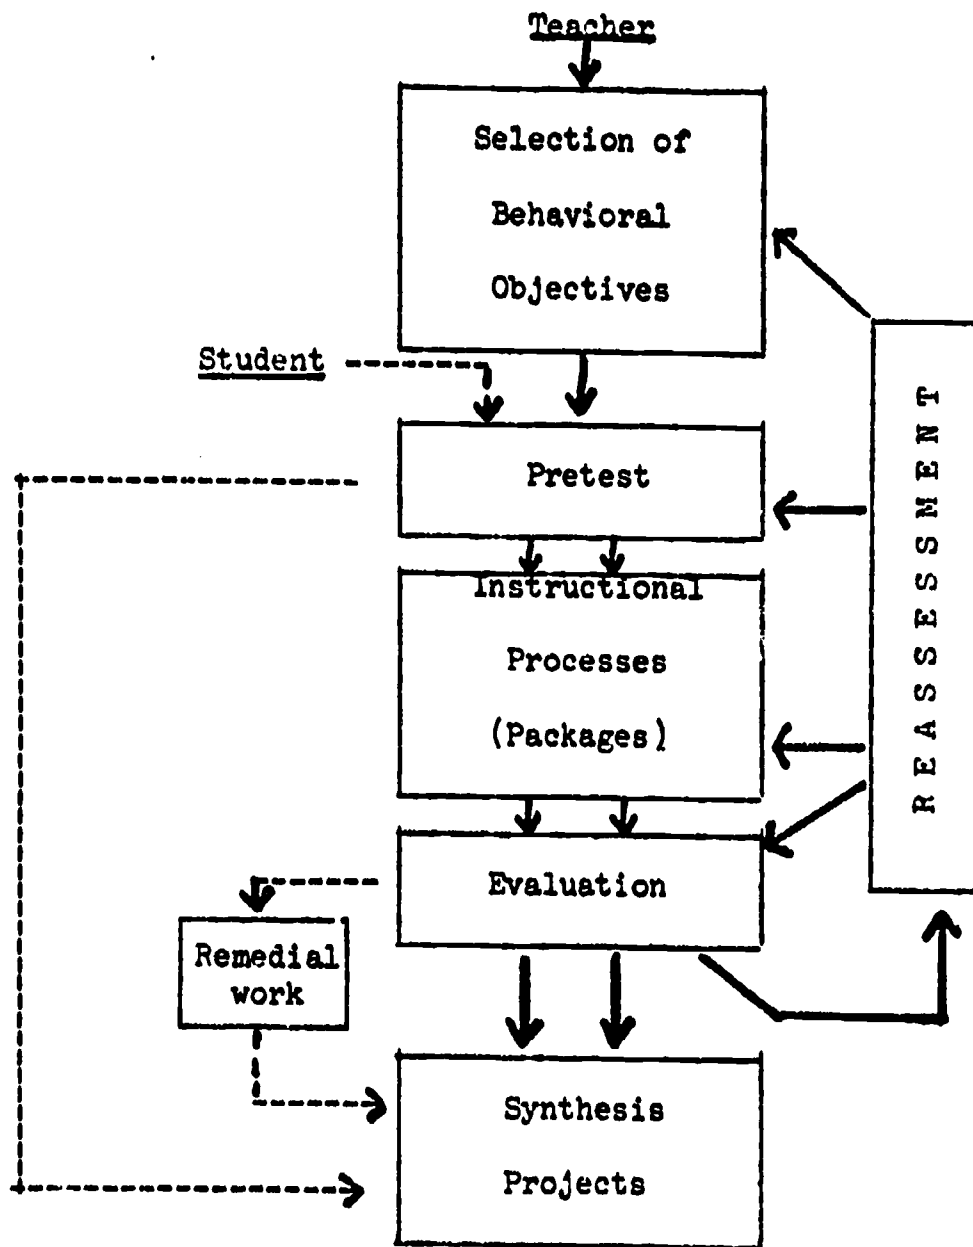 Teacher
Selection of
Behavioral
Objectives
Student
Pretest
Instructional
Processes
(Packages)
Evaluation
Remedial
work
Synthesis
Projects
REASSESSMENT